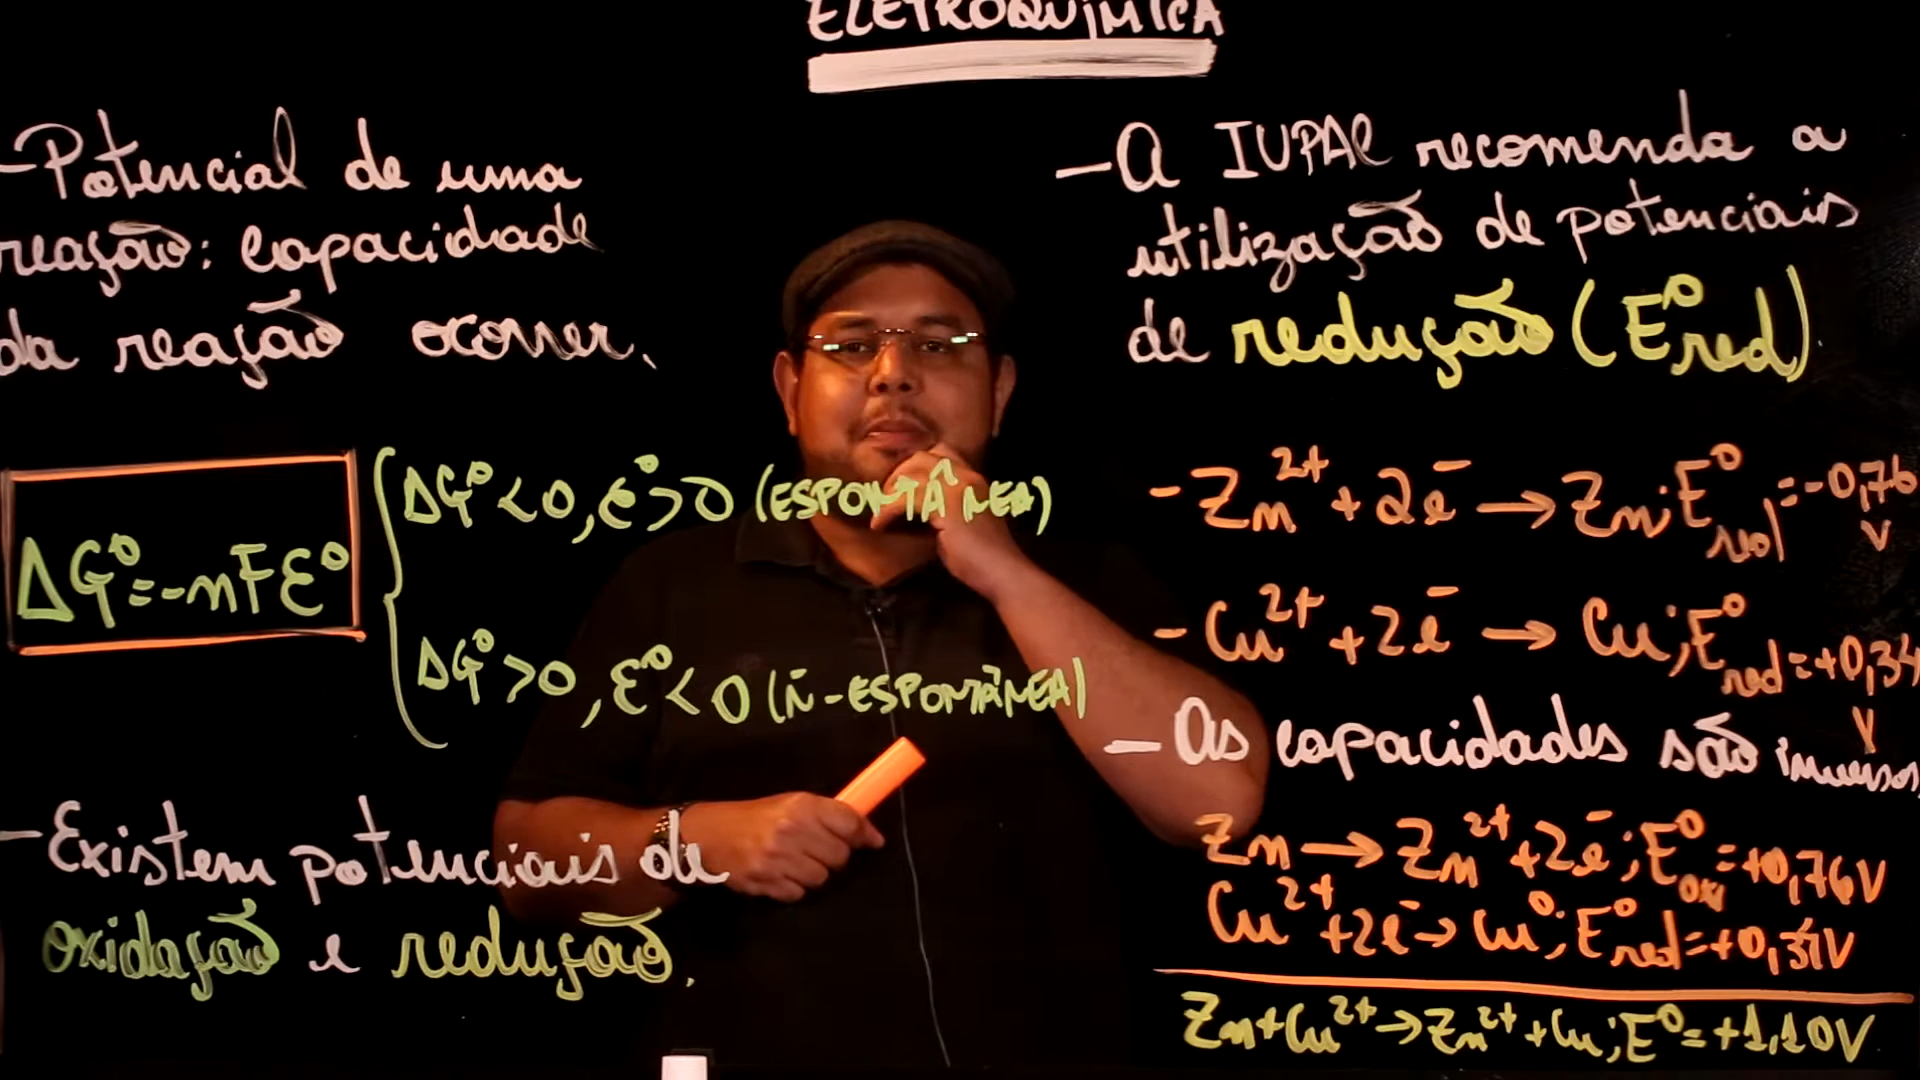 ELETROQUÍMICA
- Potencial de uma
reação: capacidade
da reação ocorrer.
ΔG°=-nFε°
ΔG°<0, ε°>0 (ESPONTÂNEA)
ΔG°>0, ε°<0 (Ñ-ESPONTÂNEA)
- Existem potenciais de
oxidação e redução.
- A IUPAC recomenda a
utilização de potenciais
de redução (E°red)
- Zn²⁺ + 2e⁻ → Zn; E°red = -0,76
V
- Cu²⁺ + 2e⁻ → Cu; E°red = +0,34
V
- As capacidades são inversas
Zn → Zn²⁺ + 2e⁻; E°oxi = +0,76V
Cu²⁺ + 2e⁻ → Cu°; E°red = +0,34V
Zn + Cu²⁺ → Zn²⁺ + Cu; E° = +1,10V